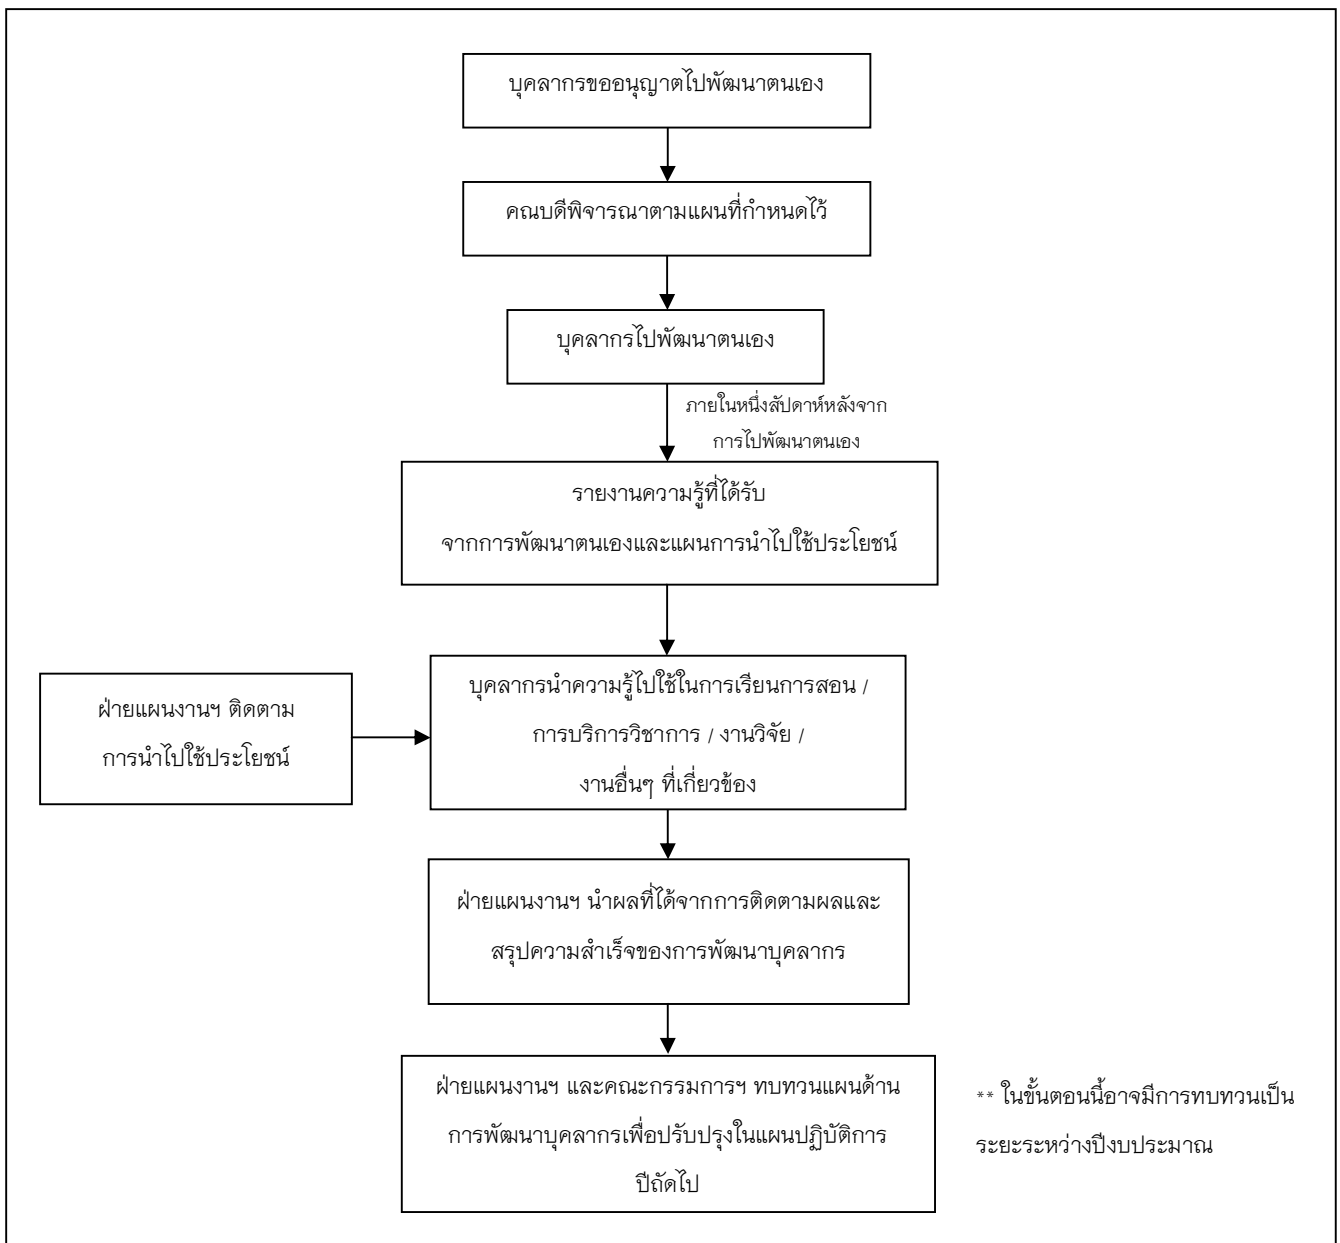 บุคลากรขออนุญาตไปพัฒนาตนเอง
คณบดีพิจารณาตามแผนที่กำหนดไว้
บุคลากรไปพัฒนาตนเอง
ภายในหนึ่งสัปดาห์หลังจาก
การไปพัฒนาตนเอง
รายงานความรู้ที่ได้รับ
จากการพัฒนาตนเองและแผนการนำไปใช้ประโยชน์
ฝ่ายแผนงานฯ ติดตาม
การนำไปใช้ประโยชน์
บุคลากรนำความรู้ไปใช้ในการเรียนการสอน /
การบริการวิชาการ / งานวิจัย /
งานอื่นๆ ที่เกี่ยวข้อง
ฝ่ายแผนงานฯ นำผลที่ได้จากการติดตามผลและ
สรุปความสำเร็จของการพัฒนาบุคลากร
ฝ่ายแผนงานฯ และคณะกรรมการฯ ทบทวนแผนด้าน
การพัฒนาบุคลากรเพื่อปรับปรุงในแผนปฏิบัติการ
ปีถัดไป
** ในขั้นตอนนี้อาจมีการทบทวนเป็น
ระยะระหว่างปีงบประมาณ